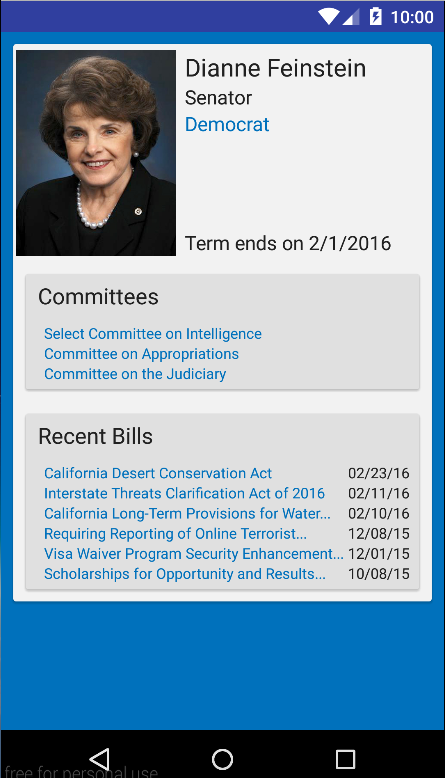 10:00
Dianne Feinstein
Senator
Democrat
Term ends on 2/1/2016
Committees
Select Committee on Intelligence
Committee on Appropriations
Committee on the Judiciary
Recent Bills
California Desert Conservation Act 02/23/16
Interstate Threats Clarification Act of 2016 02/11/16
California Long-Term Provisions for Water... 02/10/16
Requiring Reporting of Online Terrorist... 12/08/15
Visa Waiver Program Security Enhancement... 12/01/15
Scholarships for Opportunity and Results... 10/08/15
free for personal use